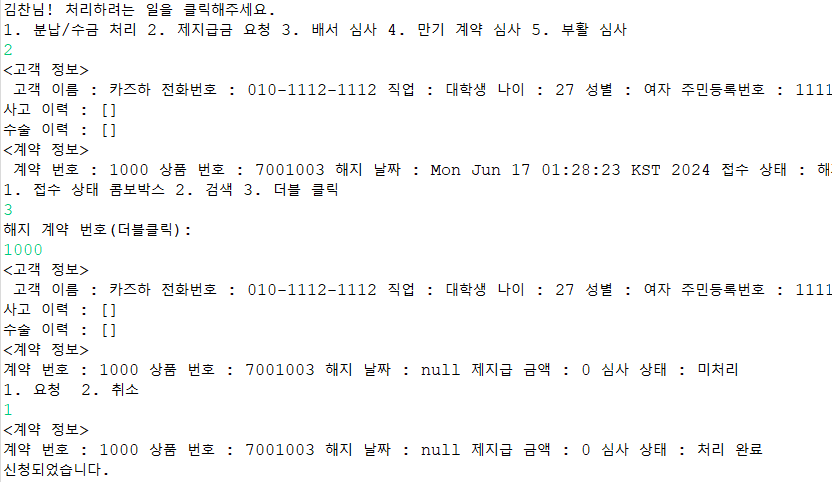 김찬님! 처리하려는 일을 클릭해주세요.
1. 분납/수금 처리 2. 제지급금 요청 3. 배서 심사 4. 만기 계약 심사 5. 부활 심사
2
<고객 정보>
고객 이름 : 카즈하 전화번호 : 010-1112-1112 직업 : 대학생 나이 : 27 성별 : 여자 주민등록번호 : 1111
사고 이력 : []
수술 이력 : []
<계약 정보>
계약 번호 : 1000 상품 번호 : 7001003 해지 날짜 : Mon Jun 17 01:28:23 KST 2024 접수 상태 : 해
1. 접수 상태 콤보박스 2. 검색 3. 더블 클릭
3
해지 계약 번호(더블클릭):
1000
<고객 정보>
고객 이름 : 카즈하 전화번호 : 010-1112-1112 직업 : 대학생 나이 : 27 성별 : 여자 주민등록번호 : 1111
사고 이력 : []
수술 이력 : []
<계약 정보>
계약 번호 : 1000 상품 번호 : 7001003 해지 날짜 : null 제지급 금액 : 0 심사 상태 : 미처리
1. 요청  2. 취소
1
<계약 정보>
계약 번호 : 1000 상품 번호 : 7001003 해지 날짜 : null 제지급 금액 : 0 심사 상태 : 처리 완료
신청되었습니다.